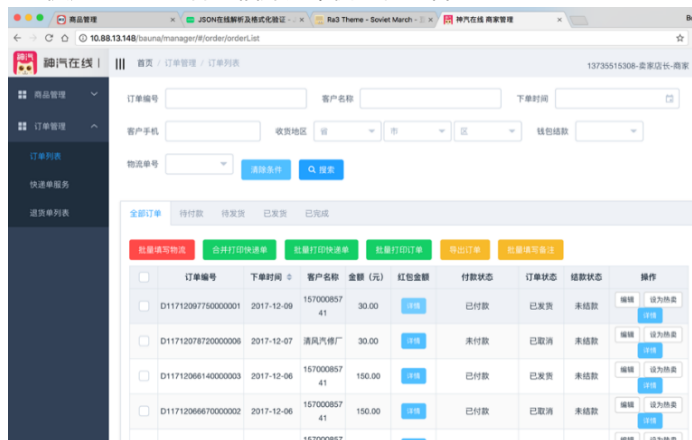 商品管理
JSON在线解析及格式化验证 - J
Ra3 Theme - Soviet March - 
神汽在线 商家管理
10.88.13.148/bauna/manager/#/order/orderList
神汽在线
首页 / 订单管理 / 订单列表
13735515308-卖家店长-商家
商品管理
订单管理
订单列表
快递单服务
退货单列表
订单编号
客户名称
下单时间
客户手机
收货地区 省 市 区
钱包结款
物流单号
清除条件
搜索
全部订单 待付款 待发货 已发货 已完成
批量填写物流 合并打印快递单 批量打印快递单 批量打印订单 导出订单 批量填写备注
订单编号 下单时间 客户名称 金额（元） 红包金额 付款状态 订单状态 结款状态 操作
D11712097750000001 2017-12-09 15700085741 30.00 详情 已付款 已发货 未结款 编辑 设为热卖 详情
D11712078720000006 2017-12-07 清风汽修厂 30.00 详情 未付款 已取消 未结款 编辑 设为热卖 详情
D11712066140000003 2017-12-06 15700085741 150.00 详情 已付款 已发货 未结款 编辑 设为热卖 详情
D11712066670000002 2017-12-06 15700085741 150.00 详情 已付款 已取消 未结款 编辑 设为热卖 详情
157000857